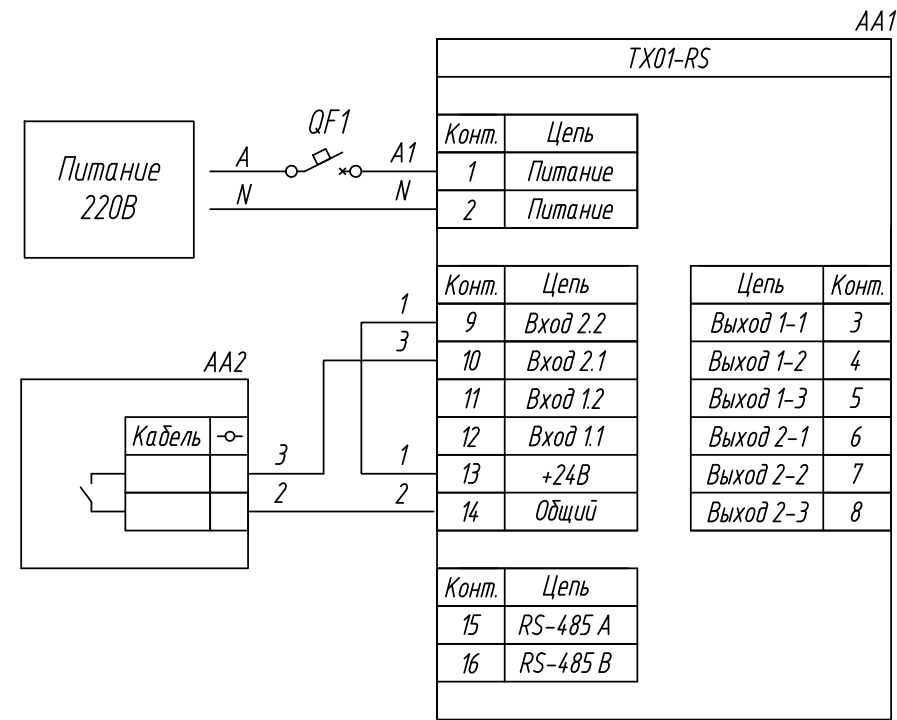 AA1
TX01-RS
QF1
Питание
220В
A
A1
N
N
Конт. Цепь
1 Питание
2 Питание
Конт. Цепь
9 Вход 2.2
10 Вход 2.1
11 Вход 1.2
12 Вход 1.1
13 +24В
14 Общий
Цепь Конт.
Выход 1-1 3
Выход 1-2 4
Выход 1-3 5
Выход 2-1 6
Выход 2-2 7
Выход 2-3 8
1
3
AA2
Кабель
3
1
2
2
Конт. Цепь
15 RS-485 A
16 RS-485 B